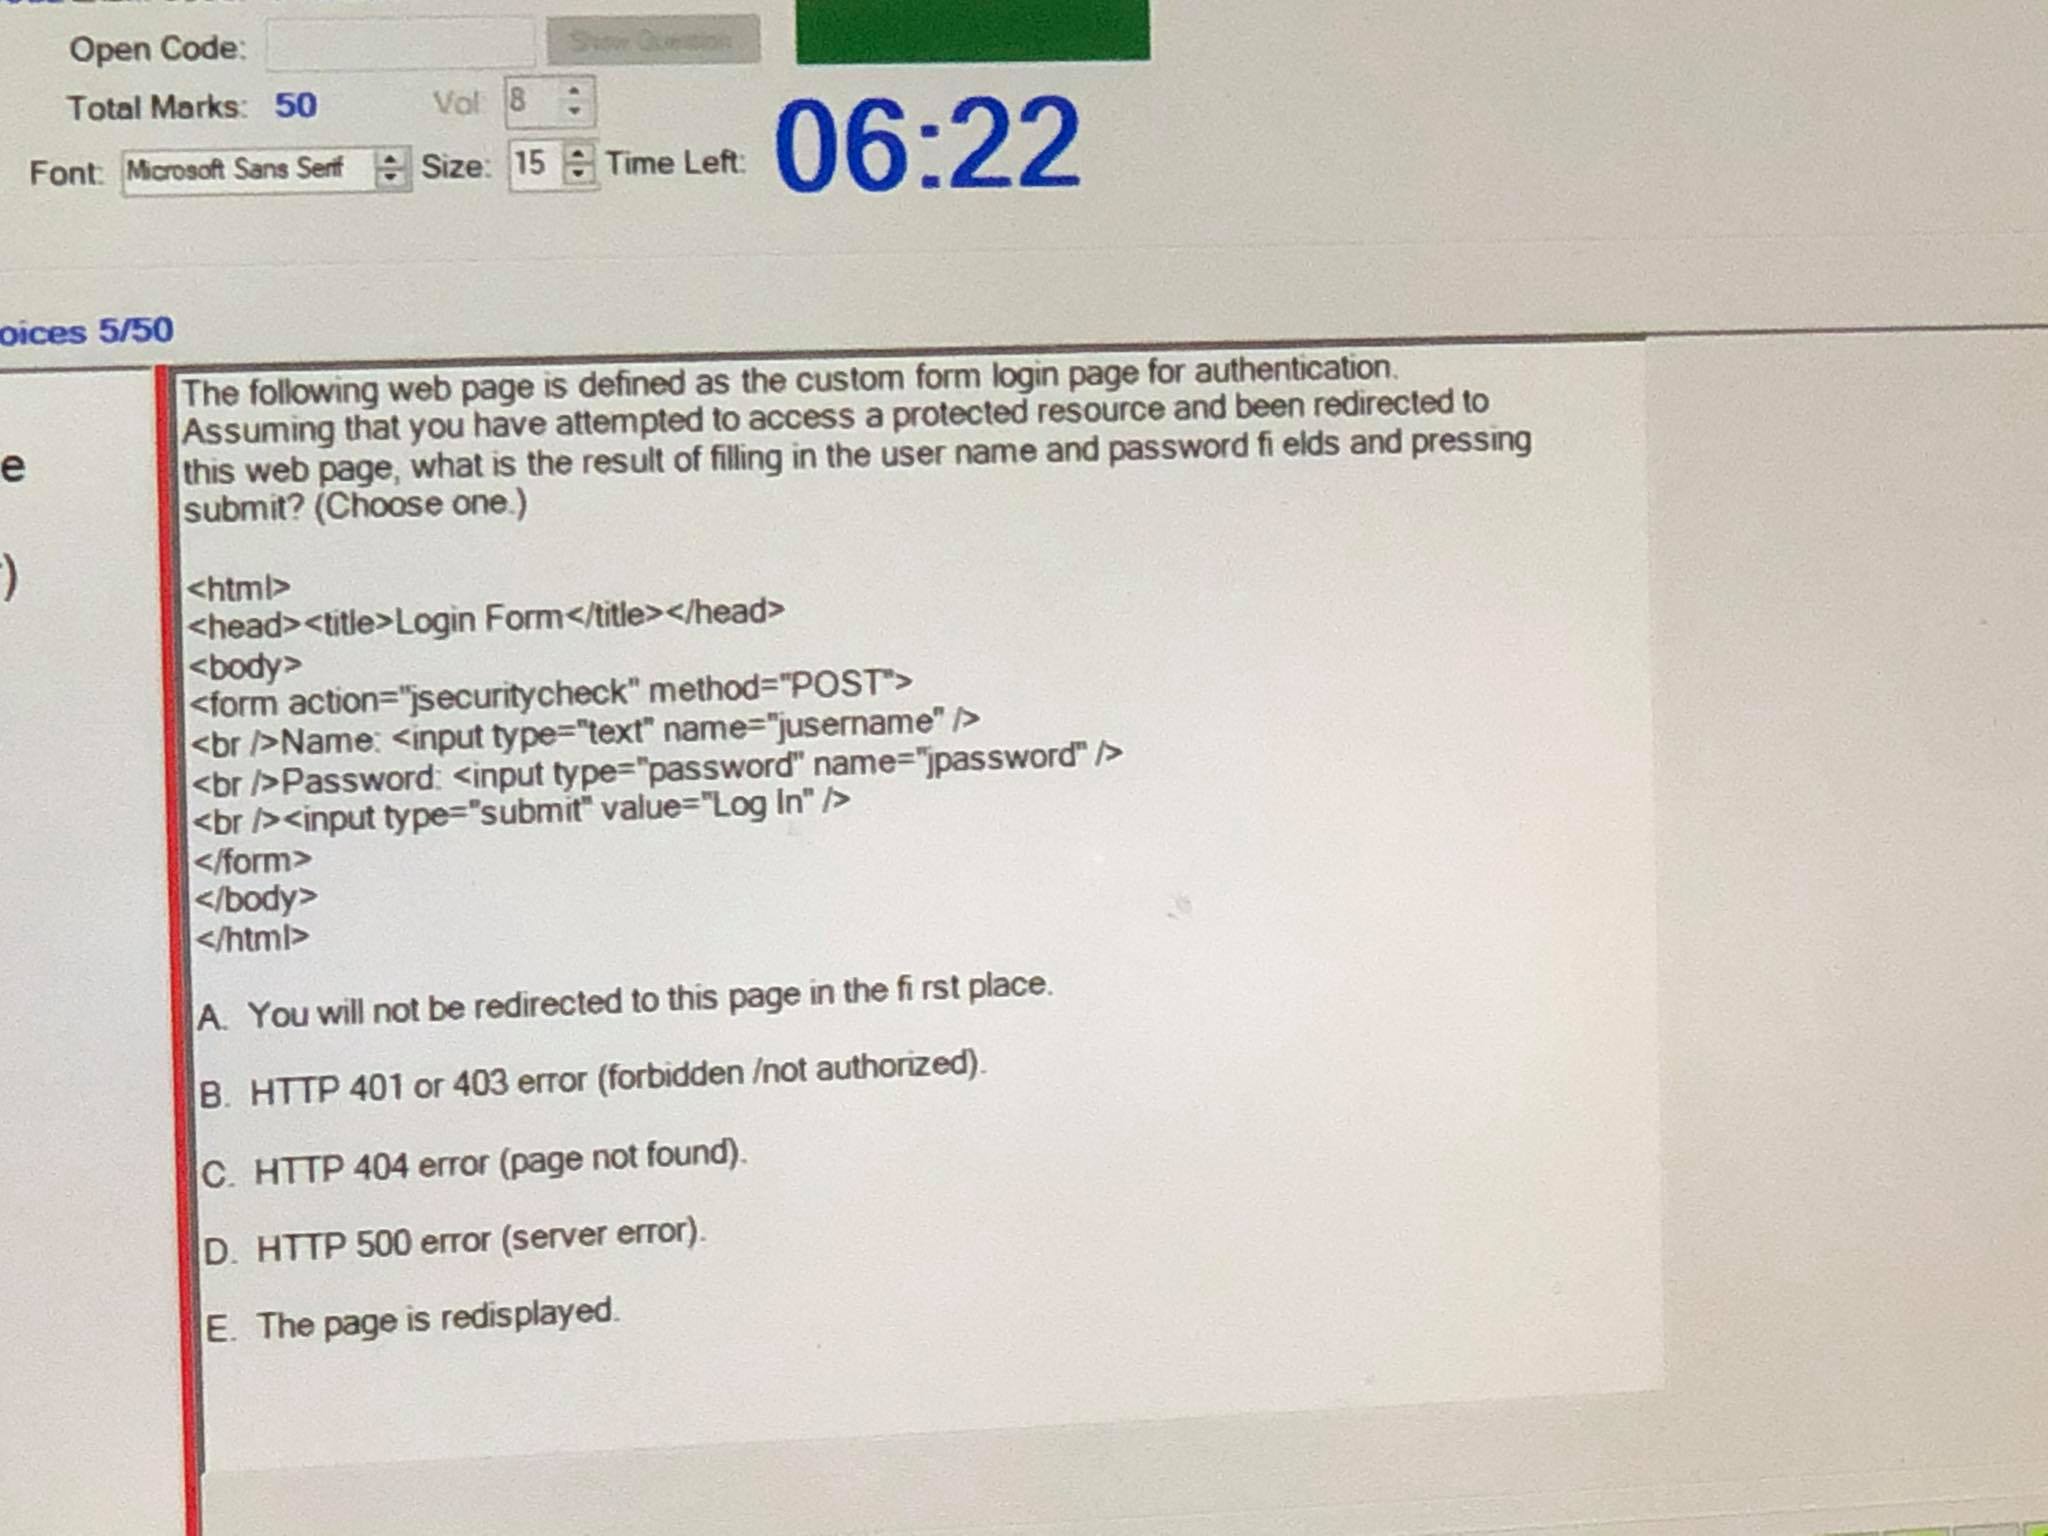 Open Code:
Show Question
Total Marks: 50 Vol 8
Font: Microsoft Sans Serif Size: 15 Time Left: 06:22
oices 5/50
e
)
The following web page is defined as the custom form login page for authentication.
Assuming that you have attempted to access a protected resource and been redirected to
this web page, what is the result of filling in the user name and password fi elds and pressing
submit? (Choose one.)
<html>
<head><title>Login Form</title></head>
<body>
<form action="jsecuritycheck" method="POST">
<br />Name: <input type="text" name="jusername" />
<br />Password: <input type="password" name="jpassword" />
<br /><input type="submit" value="Log In" />
</form>
</body>
</html>
A. You will not be redirected to this page in the fi rst place.
B. HTTP 401 or 403 error (forbidden /not authorized).
C. HTTP 404 error (page not found).
D. HTTP 500 error (server error).
E. The page is redisplayed.